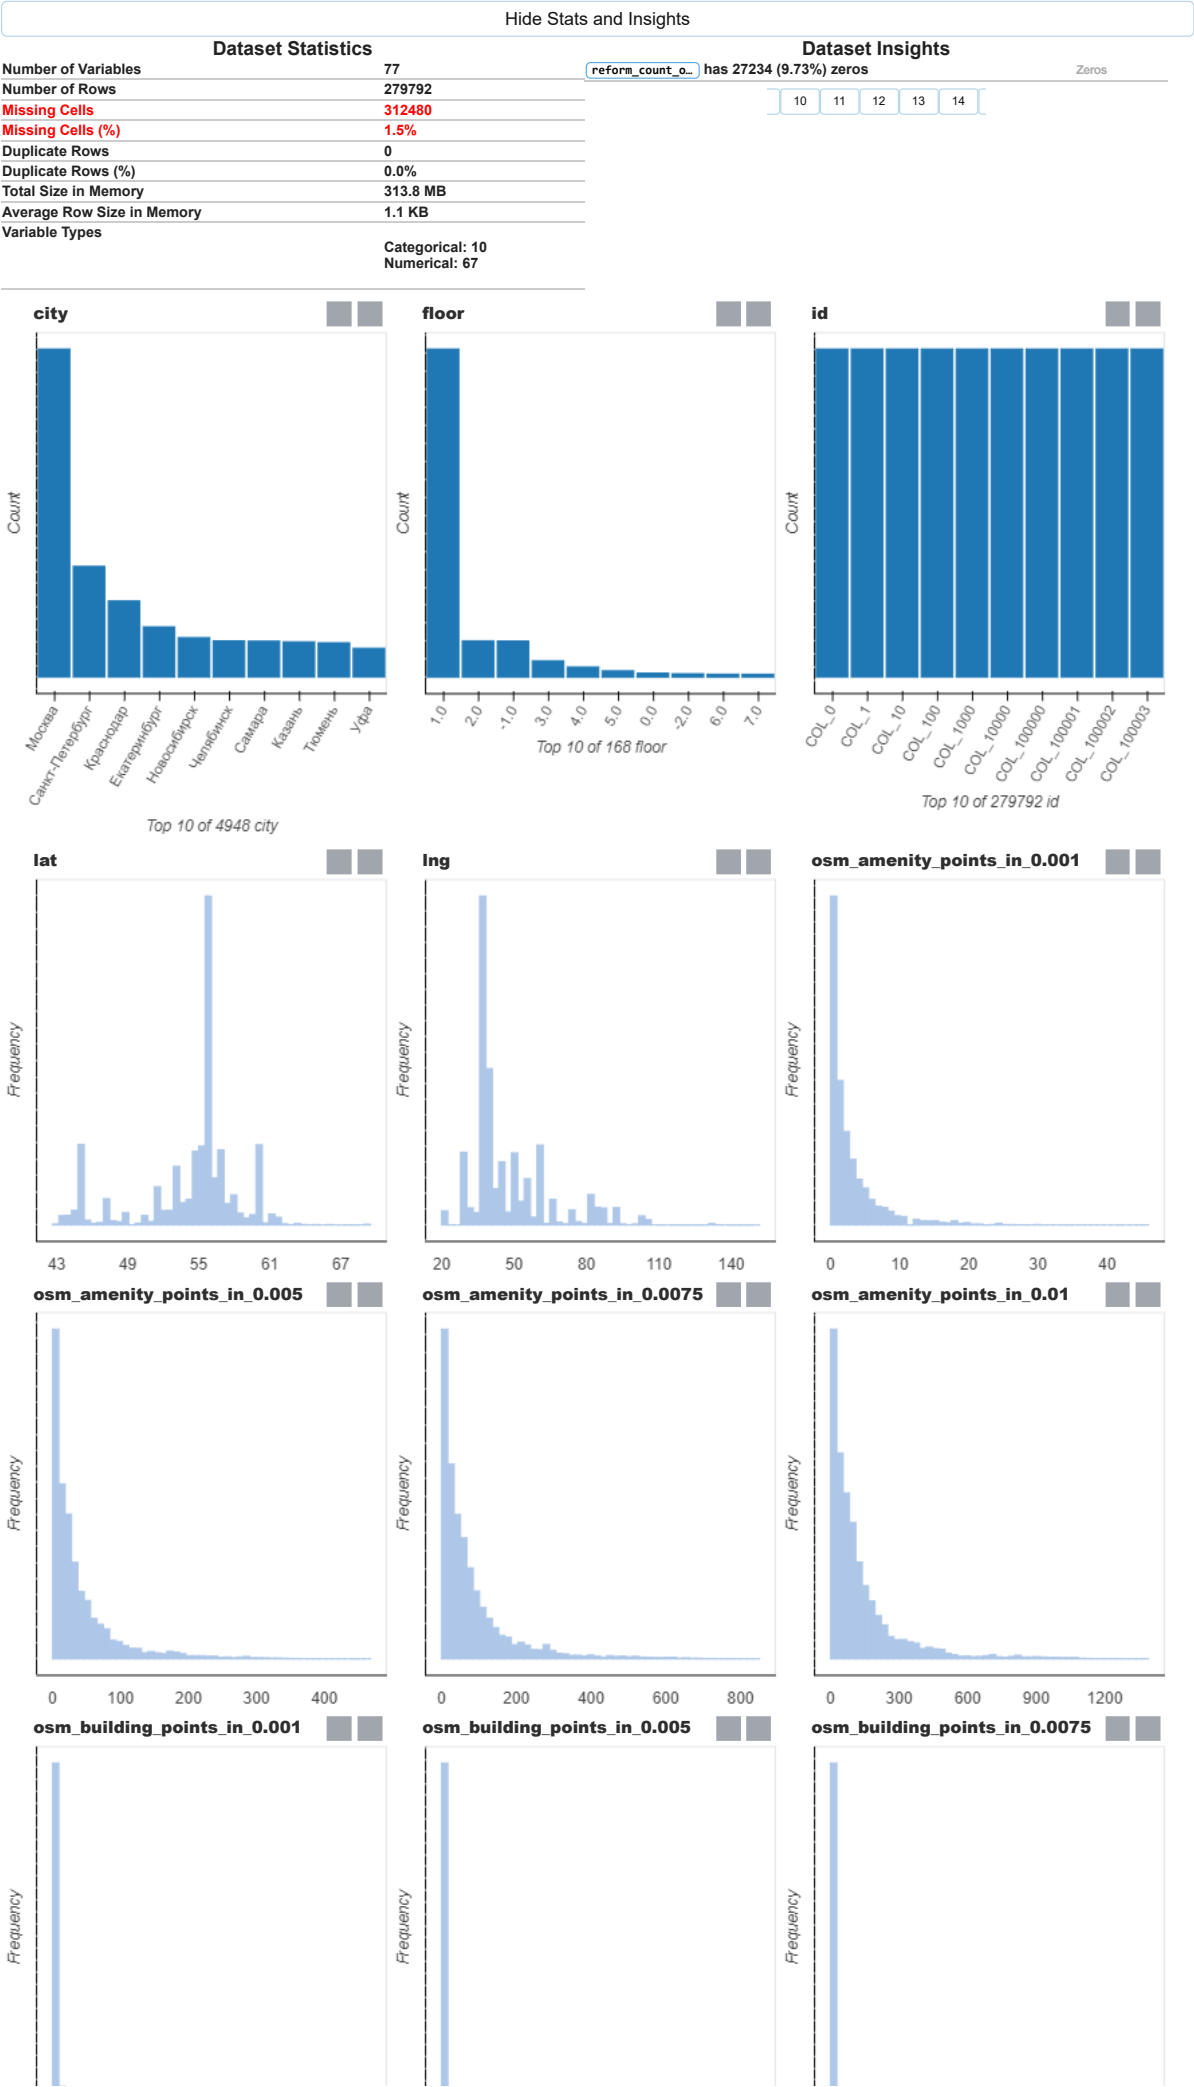 Hide Stats and Insights
Dataset Statistics
Number of Variables 77
Number of Rows 279792
Missing Cells 312480
Missing Cells (%) 1.5%
Duplicate Rows 0
Duplicate Rows (%) 0.0%
Total Size in Memory 313.8 MB
Average Row Size in Memory 1.1 KB
Variable Types
Categorical: 10
Numerical: 67
Dataset Insights
reform_count_o… has 27234 (9.73%) zeros Zeros
10 11 12 13 14
city
Count
Москва Санкт-Петербург Краснодар Екатеринбург Новосибирск Челябинск Самара Казань Тюмень Уфа
Top 10 of 4948 city
floor
Count
1.0 2.0 -1.0 3.0 4.0 5.0 0.0 -2.0 6.0 7.0
Top 10 of 168 floor
id
Count
COL_0 COL_1 COL_10 COL_100 COL_1000 COL_10000 COL_100000 COL_100001 COL_100002 COL_100003
Top 10 of 279792 id
lat
Frequency
43 49 55 61 67
lng
Frequency
20 50 80 110 140
osm_amenity_points_in_0.001
Frequency
0 10 20 30 40
osm_amenity_points_in_0.005
Frequency
0 100 200 300 400
osm_amenity_points_in_0.0075
Frequency
0 200 400 600 800
osm_amenity_points_in_0.01
Frequency
0 300 600 900 1200
osm_building_points_in_0.001
Frequency
osm_building_points_in_0.005
Frequency
osm_building_points_in_0.0075
Frequency